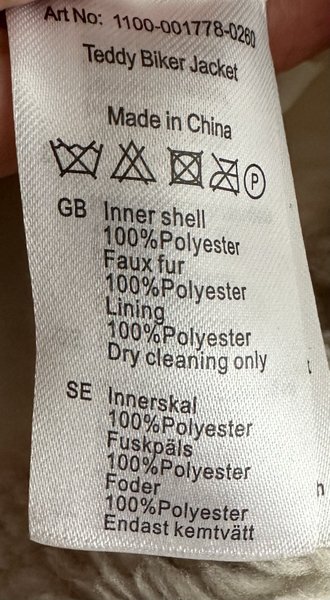 Art No: 1100-001778-0260
Teddy Biker Jacket
Made in China
P
GB Inner shell
100%Polyester
Faux fur
100%Polyester
Lining
100%Polyester
Dry cleaning only
SE Innerskal
100%Polyester
Fuskpäls
100%Polyester
Foder
100%Polyester
Endast kemtvätt